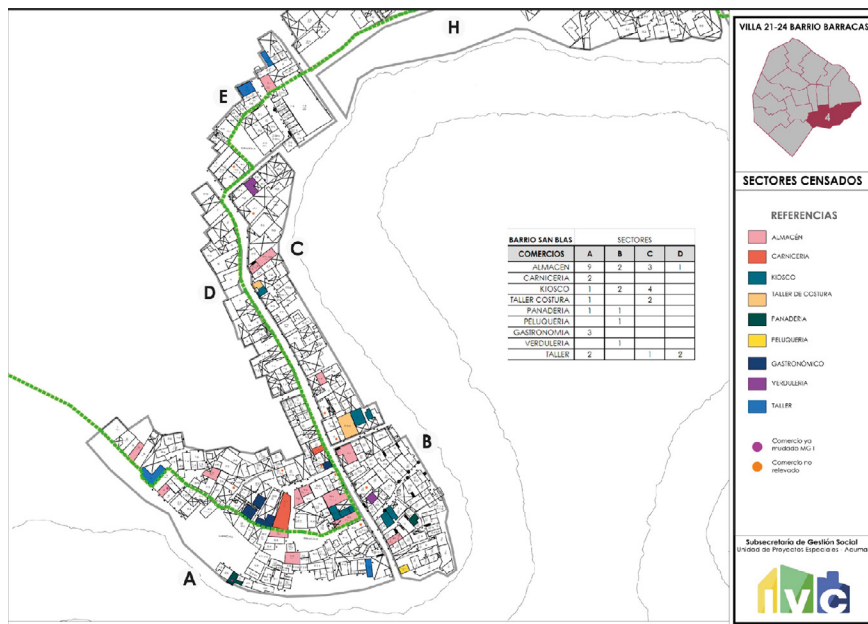 H
E
C
D
B
A
BARRIO SAN BLAS SECTORES
COMERCIOS A B C D
ALMACEN 9 2 3 1
CARNICERIA 2
KIOSCO 1 2 4
TALLER COSTURA 1 2
PANADERIA 1 1
PELUQUERIA 1
GASTRONOMIA 3
VERDULERIA 1
TALLER 2 1 2
VILLA 21-24 BARRIO BARRACAS
4
SECTORES CENSADOS
REFERENCIAS
ALMACÉN
CARNICERIA
KIOSCO
TALLER DE COSTURA
PANADERIA
PELUQUERIA
GASTRONÓMICO
VERDULERIA
TALLER
Comercio ya
mudado MG I
Comercio no
relevado
Subsecretaría de Gestión Social
Unidad de Proyectos Especiales - Acumar
ivc